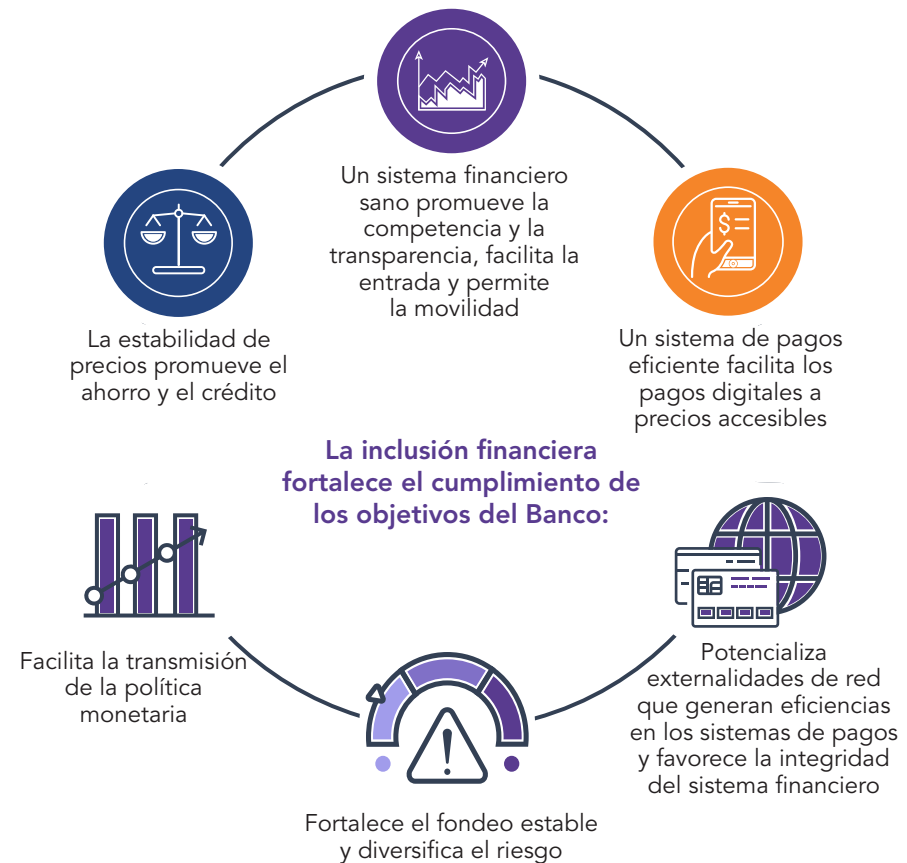 Un sistema financiero
sano promueve la
competencia y la
transparencia, facilita la
entrada y permite
la movilidad
La estabilidad de
precios promueve el
ahorro y el crédito
Un sistema de pagos
eficiente facilita los
pagos digitales a
precios accesibles
La inclusión financiera
fortalece el cumplimiento de
los objetivos del Banco:
Facilita la transmisión
de la política
monetaria
Potencializa
externalidades de red
que generan eficiencias
en los sistemas de pagos
y favorece la integridad
del sistema financiero
Fortalece el fondeo estable
y diversifica el riesgo
$